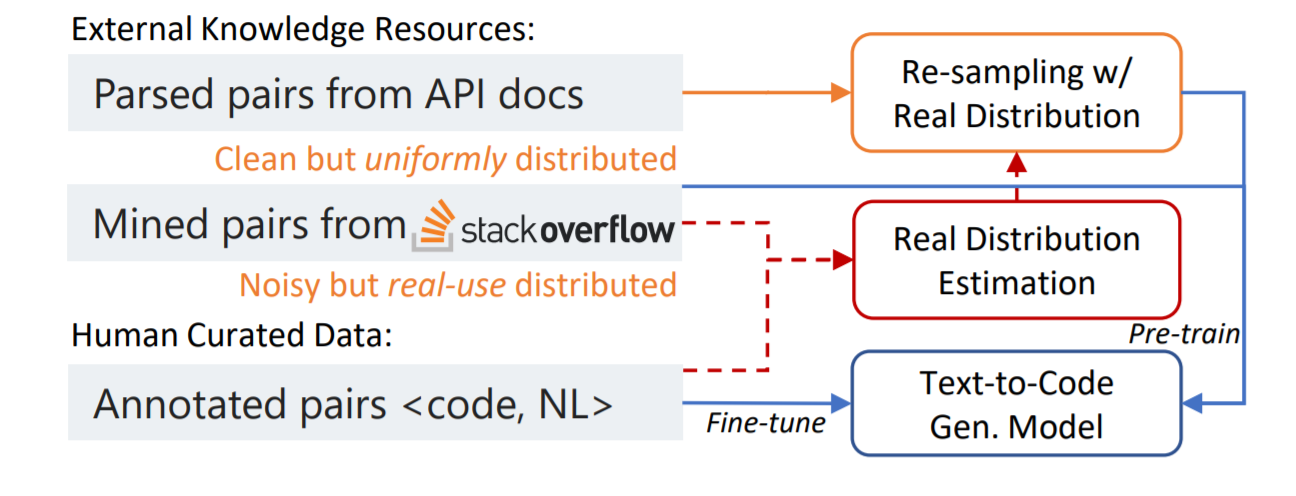 External Knowledge Resources:
Parsed pairs from API docs
Clean but uniformly distributed
Mined pairs from stackoverflow
Noisy but real-use distributed
Human Curated Data:
Annotated pairs <code, NL>
Fine-tune
Re-sampling w/
Real Distribution
Real Distribution
Estimation
Pre-train
Text-to-Code
Gen. Model